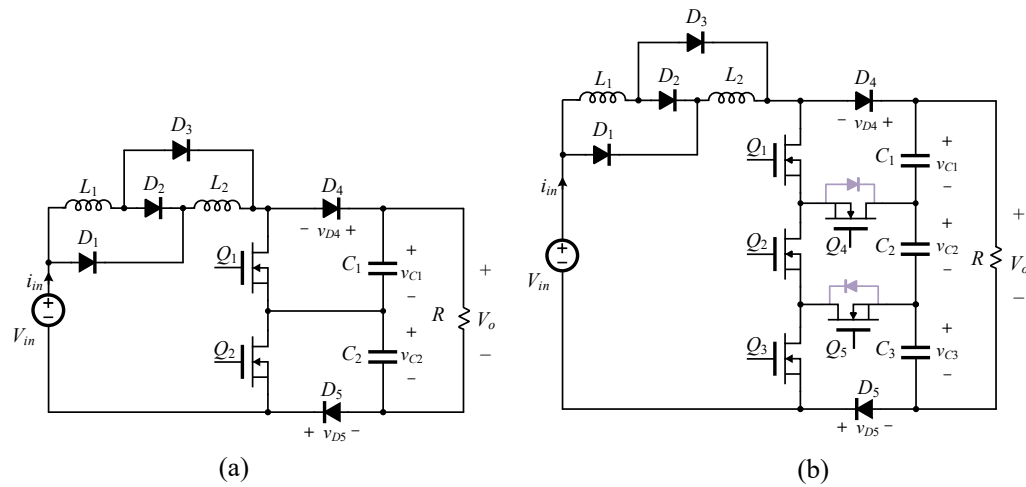 D3
L1 D2 L2
D1
D4
− vD4 +
iin
Vin
+
−
Q1
Q2
C1
+
vC1
−
C2
+
vC2
−
R
+
Vo
−
D5
+ vD5 −
(a)
D3
L1 D2 L2
D1
D4
− vD4 +
iin
Vin
+
−
Q1
Q2
Q3
Q4
Q5
C1
+
vC1
−
C2
+
vC2
−
C3
+
vC3
−
R
+
Vo
−
D5
+ vD5 −
(b)